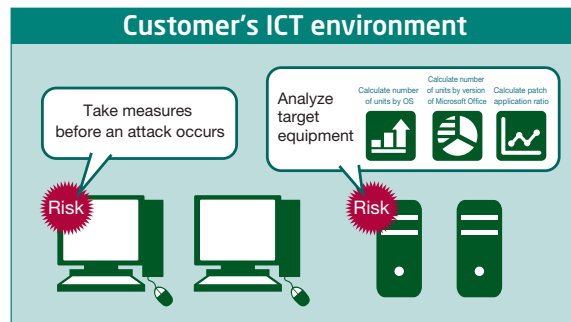 Customer's ICT environment
Take measures
before an attack occurs
Analyze
target
equipment
Calculate number
of units by OS
Calculate number
of units by version
of Microsoft Office
Calculate patch
application ratio
Risk
Risk